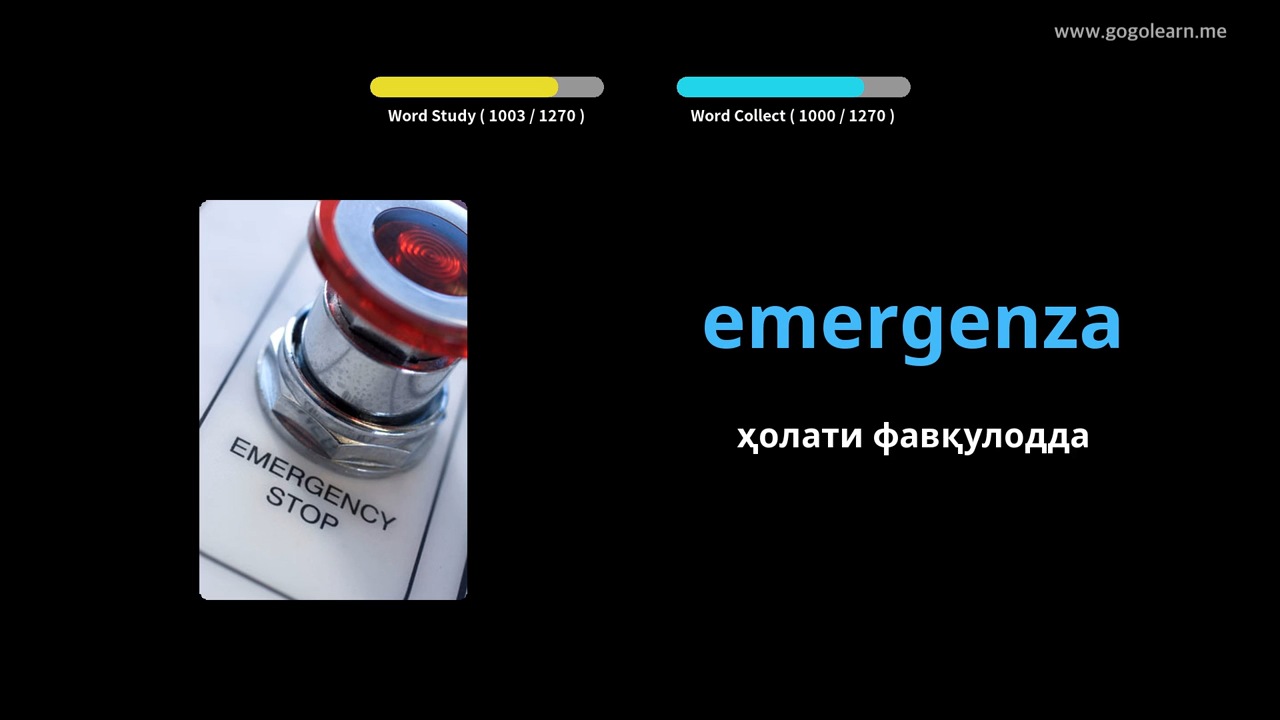 www.gogolearn.me
Word Study ( 1003 / 1270 )
Word Collect ( 1000 / 1270 )
EMERGENCY
STOP
emergenza
ҳолати фавқулодда